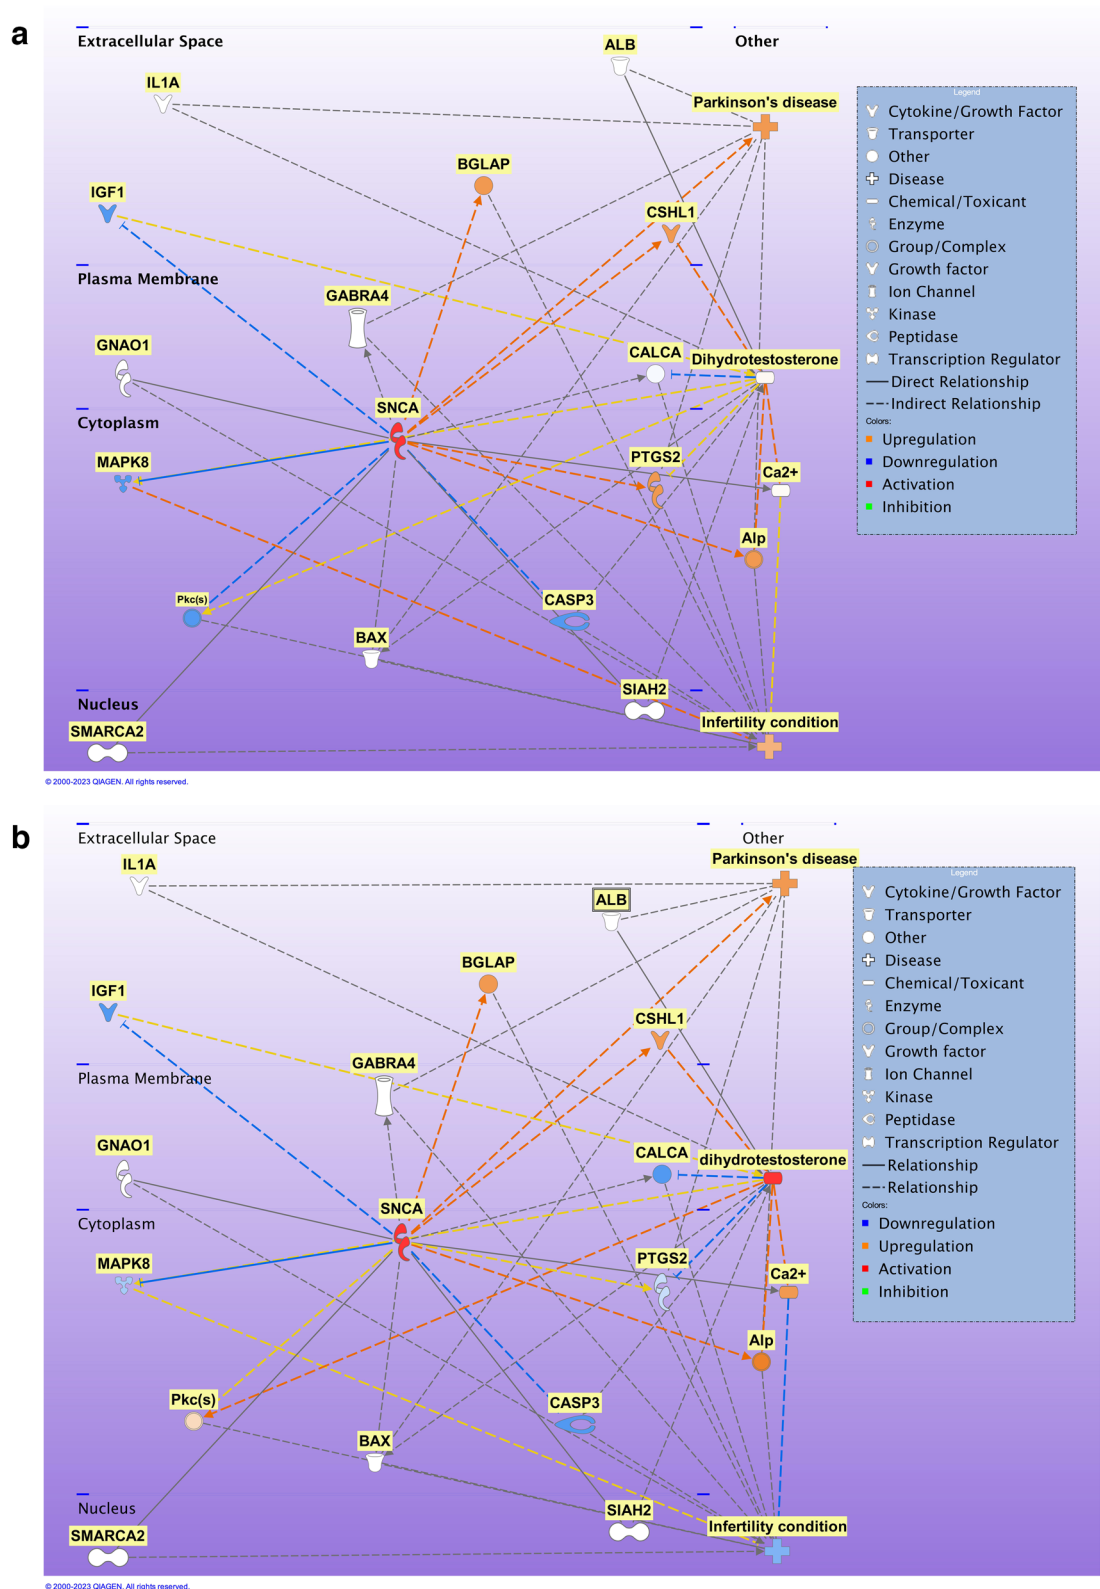 a
Extracellular Space
ALB
Other
IL1A
Parkinson's disease
BGLAP
IGF1
CSHL1
Plasma Membrane
GABRA4
GNAO1
CALCA
Dihydrotestosterone
SNCA
Cytoplasm
MAPK8
PTGS2
Ca2+
Alp
Pkc(s)
CASP3
BAX
SIAH2
Nucleus
Infertility condition
SMARCA2
Legend
Cytokine/Growth Factor
Transporter
Other
Disease
Chemical/Toxicant
Enzyme
Group/Complex
Growth factor
Ion Channel
Kinase
Peptidase
Transcription Regulator
Direct Relationship
Indirect Relationship
Colors:
Upregulation
Downregulation
Activation
Inhibition
© 2000-2023 QIAGEN. All rights reserved.
b
Extracellular Space
Other
IL1A
Parkinson's disease
ALB
BGLAP
IGF1
CSHL1
GABRA4
Plasma Membrane
GNAO1
CALCA
dihydrotestosterone
SNCA
Cytoplasm
MAPK8
PTGS2
Ca2+
Alp
Pkc(s)
CASP3
BAX
Nucleus
SIAH2
Infertility condition
SMARCA2
Legend
Cytokine/Growth Factor
Transporter
Other
Disease
Chemical/Toxicant
Enzyme
Group/Complex
Growth factor
Ion Channel
Kinase
Peptidase
Transcription Regulator
Relationship
Relationship
Colors:
Downregulation
Upregulation
Activation
Inhibition
© 2000-2023 QIAGEN. All rights reserved.